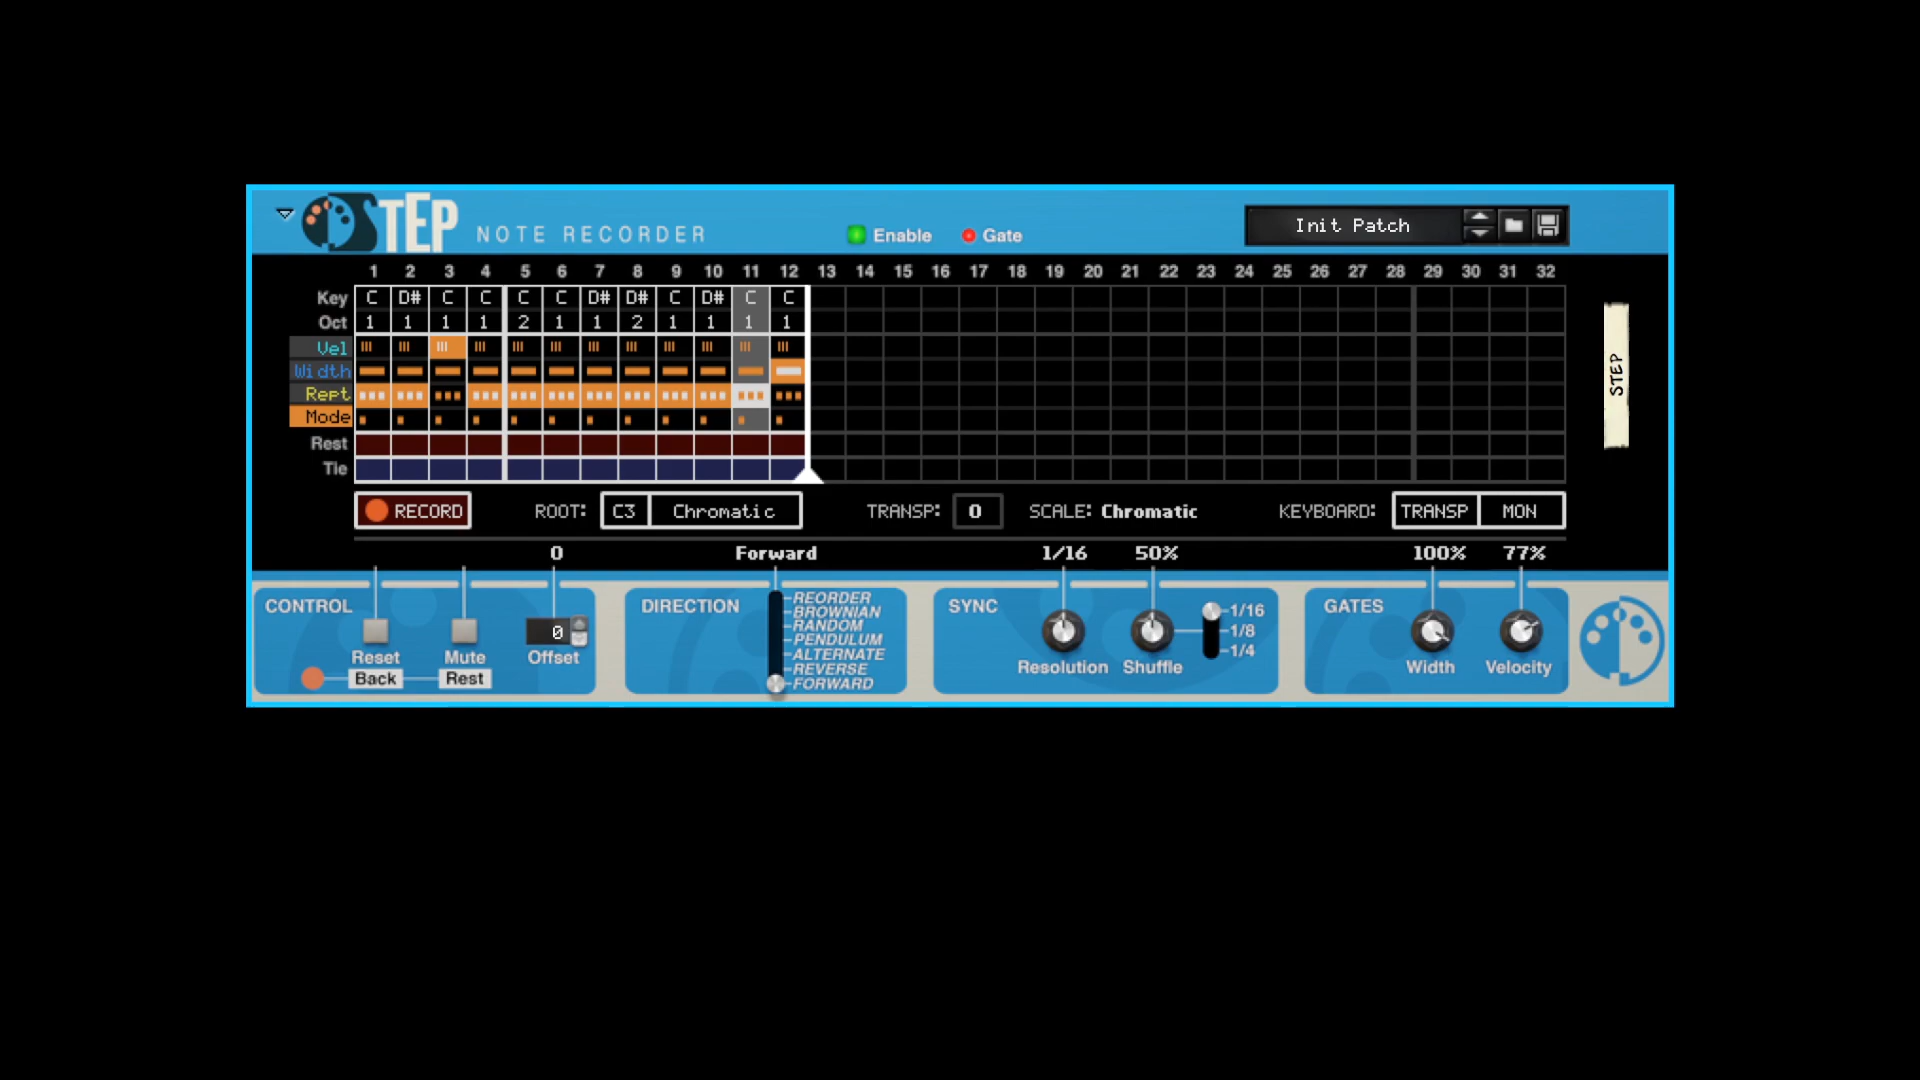 STEP NOTE RECORDER
Enable Gate
Init Patch
1 2 3 4 5 6 7 8 9 10 11 12 13 14 15 16 17 18 19 20 21 22 23 24 25 26 27 28 29 30 31 32
Key C D# C C C C D# D# C D# C C
Oct 1 1 1 1 2 1 1 2 1 1 1 1
Vel
Width
Rept
Mode
Rest
Tie
STEP
RECORD ROOT: C3 Chromatic TRANSP: 0 SCALE: Chromatic KEYBOARD: TRANSP MON
0 Forward 1/16 50% 100% 77%
CONTROL
Reset Mute 0 Offset
Back Rest
DIRECTION
REORDER
BROWNIAN
RANDOM
PENDULUM
ALTERNATE
REVERSE
FORWARD
SYNC
Resolution Shuffle
1/16
1/8
1/4
GATES
Width Velocity